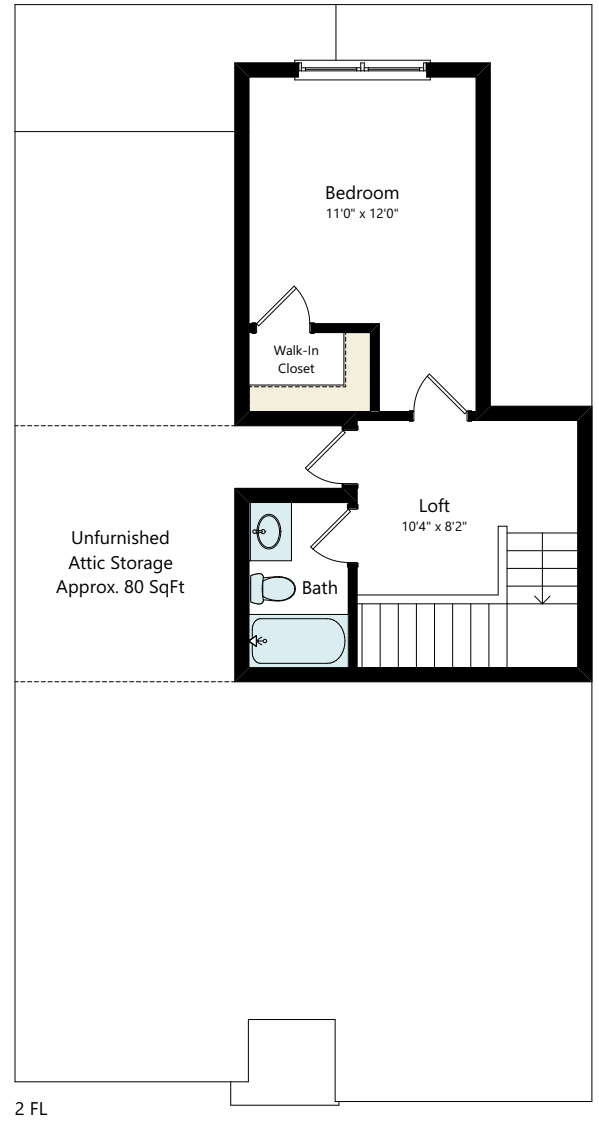 Bedroom
11'0" x 12'0"
Walk-In
Closet
Loft
10'4" x 8'2"
Unfurnished
Attic Storage
Approx. 80 SqFt
Bath
2 FL